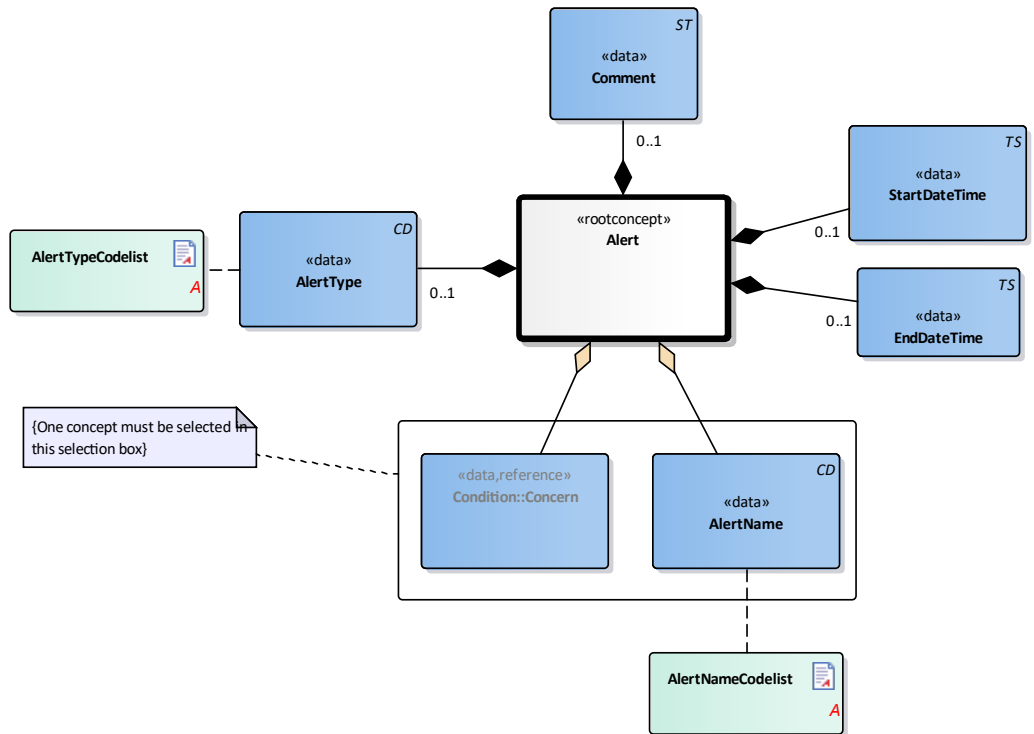 ST
«data»
Comment
0..1
TS
«data»
StartDateTime
0..1
«rootconcept»
Alert
CD
«data»
AlertType
0..1
AlertTypeCodelist
A
TS
«data»
EndDateTime
0..1
{One concept must be selected in
this selection box}
«data,reference»
Condition::Concern
CD
«data»
AlertName
AlertNameCodelist
A